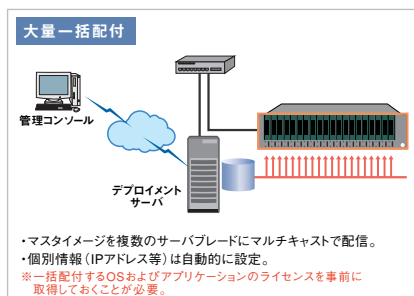 大量一括配付
管理コンソール
デプロイメント
サーバ
・マスタイメージを複数のサーバブレードにマルチキャストで配信。
・個別情報（IPアドレス等）は自動的に設定。
※一括配付するOSおよびアプリケーションのライセンスを事前に
取得しておくことが必要。